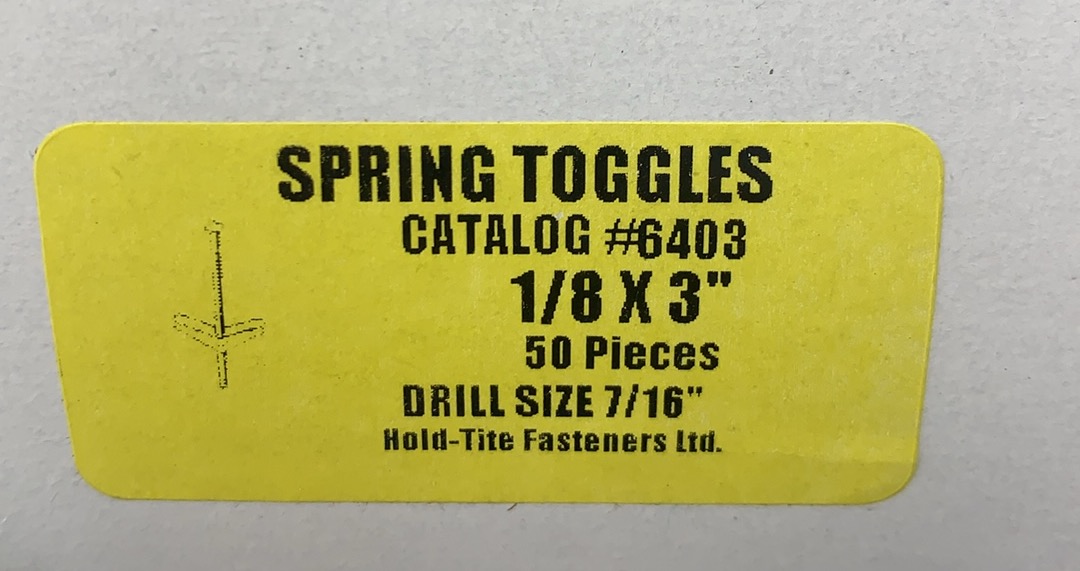 SPRING TOGGLES
CATALOG #6403
1/8 X 3"
50 Pieces
DRILL SIZE 7/16"
Hold-Tite Fasteners Ltd.